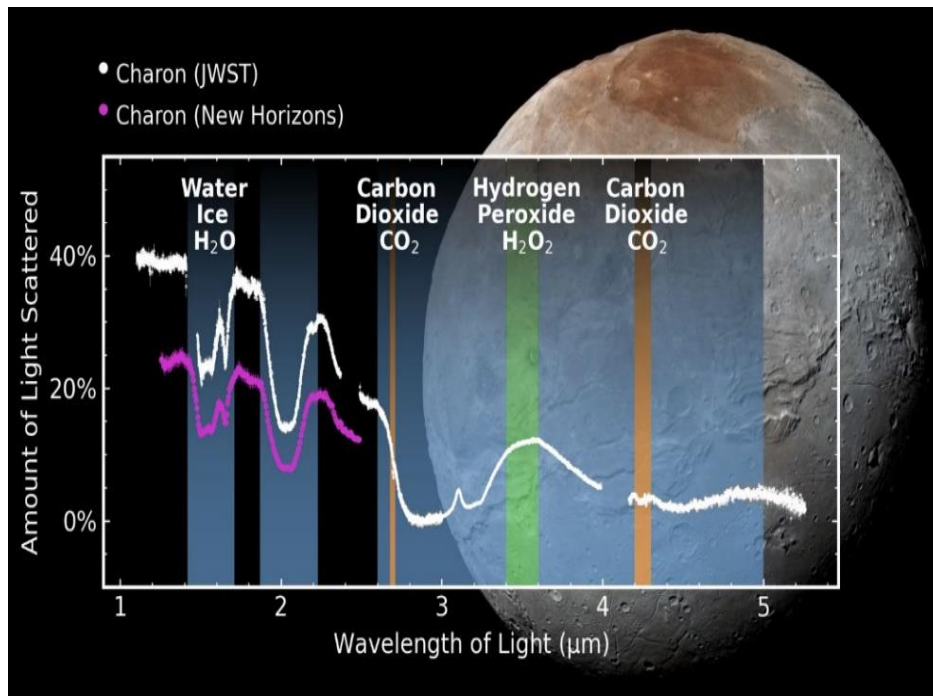 Charon (JWST)
Charon (New Horizons)
Water
Ice
H₂O
Carbon
Dioxide
CO₂
Hydrogen
Peroxide
H₂O₂
Carbon
Dioxide
CO₂
Amount of Light Scattered
40%
20%
0%
1 2 3 4 5
Wavelength of Light (μm)